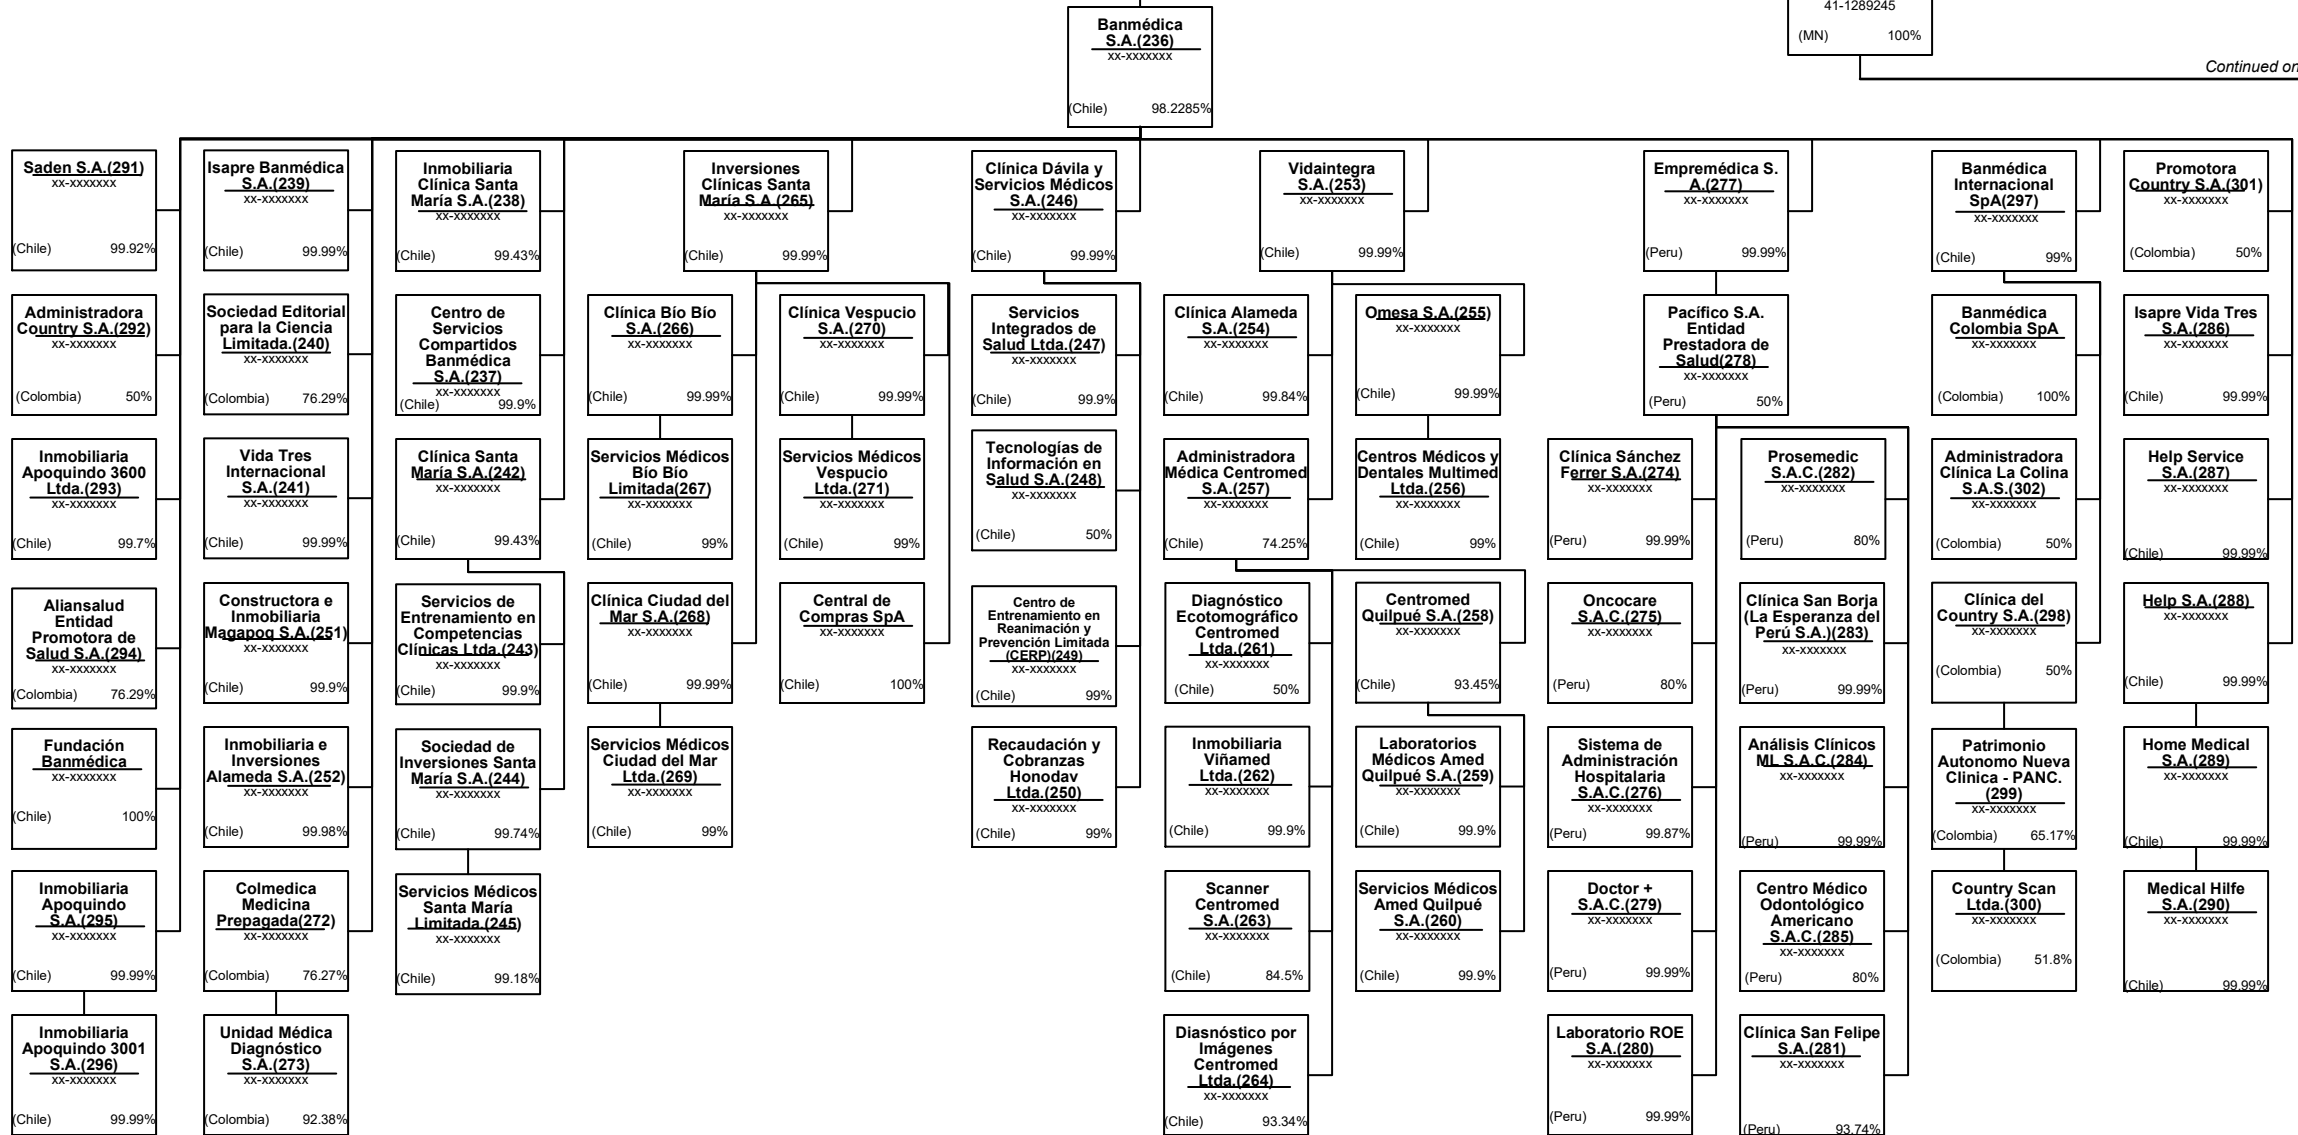 41-1289245
(MN) 100%
Continued on
Banmédica
S.A.(236)
xx-xxxxxxx
(Chile) 98.2285%
Saden S.A.(291)
xx-xxxxxxx
(Chile) 99.92%
Isapre Banmédica
S.A.(239)
xx-xxxxxxx
(Chile) 99.99%
Inmobiliaria
Clínica Santa
María S.A.(238)
xx-xxxxxxx
(Chile) 99.43%
Inversiones
Clínicas Santa
María S.A.(265)
xx-xxxxxxx
(Chile) 99.99%
Clínica Dávila y
Servicios Médicos
S.A.(246)
xx-xxxxxxx
(Chile) 99.99%
Vidaintegra
S.A.(253)
xx-xxxxxxx
(Chile) 99.99%
Empremédica S.
A.(277)
xx-xxxxxxx
(Peru) 99.99%
Banmédica
Internacional
SpA(297)
xx-xxxxxxx
(Chile) 99%
Promotora
Country S.A.(301)
xx-xxxxxxx
(Colombia) 50%
Administradora
Country S.A.(292)
xx-xxxxxxx
(Colombia) 50%
Sociedad Editorial
para la Ciencia
Limitada.(240)
xx-xxxxxxx
(Colombia) 76.29%
Centro de
Servicios
Compartidos
Banmédica
S.A.(237)
xx-xxxxxxx
(Chile) 99.9%
Clínica Bío Bío
S.A.(266)
xx-xxxxxxx
(Chile) 99.99%
Clínica Vespucio
S.A.(270)
xx-xxxxxxx
(Chile) 99.99%
Servicios
Integrados de
Salud Ltda.(247)
xx-xxxxxxx
(Chile) 99.9%
Clínica Alameda
S.A.(254)
xx-xxxxxxx
(Chile) 99.84%
Omesa S.A.(255)
xx-xxxxxxx
(Chile) 99.99%
Pacífico S.A.
Entidad
Prestadora de
Salud(278)
xx-xxxxxxx
(Peru) 50%
Banmédica
Colombia SpA
xx-xxxxxxx
(Colombia) 100%
Isapre Vida Tres
S.A.(286)
xx-xxxxxxx
(Chile) 99.99%
Inmobiliaria
Apoquindo 3600
Ltda.(293)
xx-xxxxxxx
(Chile) 99.7%
Vida Tres
Internacional
S.A.(241)
xx-xxxxxxx
(Chile) 99.99%
Clínica Santa
María S.A.(242)
xx-xxxxxxx
(Chile) 99.43%
Servicios Médicos
Bío Bío
Limitada(267)
xx-xxxxxxx
(Chile) 99%
Servicios Médicos
Vespucio
Ltda.(271)
xx-xxxxxxx
(Chile) 99%
Tecnologías de
Información en
Salud S.A.(248)
xx-xxxxxxx
(Chile) 50%
Administradora
Médica Centromed
S.A.(257)
xx-xxxxxxx
(Chile) 74.25%
Centros Médicos y
Dentales Multimed
Ltda.(256)
xx-xxxxxxx
(Chile) 99%
Clínica Sánchez
Ferrer S.A.(274)
xx-xxxxxxx
(Peru) 99.99%
Prosemedic
S.A.C.(282)
xx-xxxxxxx
(Peru) 80%
Administradora
Clínica La Colina
S.A.S.(302)
xx-xxxxxxx
(Colombia) 50%
Help Service
S.A.(287)
xx-xxxxxxx
(Chile) 99.99%
Aliansalud
Entidad
Promotora de
Salud S.A.(294)
xx-xxxxxxx
(Colombia) 76.29%
Constructora e
Inmobiliaria
Magapoq S.A.(251)
xx-xxxxxxx
(Chile) 99.9%
Servicios de
Entrenamiento en
Competencias
Clínicas Ltda.(243)
xx-xxxxxxx
(Chile) 99.9%
Clínica Ciudad del
Mar S.A.(268)
xx-xxxxxxx
(Chile) 99.99%
Central de
Compras SpA
xx-xxxxxxx
(Chile) 100%
Centro de
Entrenamiento en
Reanimación y
Prevención Limitada
(CERP)(249)
xx-xxxxxxx
(Chile) 99%
Diagnóstico
Ecotomográfico
Centromed
Ltda.(261)
xx-xxxxxxx
(Chile) 50%
Centromed
Quilpué S.A.(258)
xx-xxxxxxx
(Chile) 93.45%
Oncocare
S.A.C.(275)
xx-xxxxxxx
(Peru) 80%
Clínica San Borja
(La Esperanza del
Perú S.A.)(283)
xx-xxxxxxx
(Peru) 99.99%
Clínica del
Country S.A.(298)
xx-xxxxxxx
(Colombia) 50%
Help S.A.(288)
xx-xxxxxxx
(Chile) 99.99%
Fundación
Banmédica
xx-xxxxxxx
(Chile) 100%
Inmobiliaria e
Inversiones
Alameda S.A.(252)
xx-xxxxxxx
(Chile) 99.98%
Sociedad de
Inversiones Santa
María S.A.(244)
xx-xxxxxxx
(Chile) 99.74%
Servicios Médicos
Ciudad del Mar
Ltda.(269)
xx-xxxxxxx
(Chile) 99%
Recaudación y
Cobranzas
Honodav
Ltda.(250)
xx-xxxxxxx
(Chile) 99%
Inmobiliaria
Viñamed
Ltda.(262)
xx-xxxxxxx
(Chile) 99.9%
Laboratorios
Médicos Amed
Quilpué S.A.(259)
xx-xxxxxxx
(Chile) 99.9%
Sistema de
Administración
Hospitalaria
S.A.C.(276)
xx-xxxxxxx
(Peru) 99.87%
Análisis Clínicos
ML S.A.C.(284)
xx-xxxxxxx
(Peru) 99.99%
Patrimonio
Autonomo Nueva
Clinica - PANC.
(299)
xx-xxxxxxx
(Colombia) 65.17%
Home Medical
S.A.(289)
xx-xxxxxxx
(Chile) 99.99%
Inmobiliaria
Apoquindo
S.A.(295)
xx-xxxxxxx
(Chile) 99.99%
Colmedica
Medicina
Prepagada(272)
xx-xxxxxxx
(Colombia) 76.27%
Servicios Médicos
Santa María
Limitada.(245)
xx-xxxxxxx
(Chile) 99.18%
Scanner
Centromed
S.A.(263)
xx-xxxxxxx
(Chile) 84.5%
Servicios Médicos
Amed Quilpué
S.A.(260)
xx-xxxxxxx
(Chile) 99.9%
Doctor +
S.A.C.(279)
xx-xxxxxxx
(Peru) 99.99%
Centro Médico
Odontológico
Americano
S.A.C.(285)
xx-xxxxxxx
(Peru) 80%
Country Scan
Ltda.(300)
xx-xxxxxxx
(Colombia) 51.8%
Medical Hilfe
S.A.(290)
xx-xxxxxxx
(Chile) 99.99%
Inmobiliaria
Apoquindo 3001
S.A.(296)
xx-xxxxxxx
(Chile) 99.99%
Unidad Médica
Diagnóstico
S.A.(273)
xx-xxxxxxx
(Colombia) 92.38%
Diasnóstico por
Imágenes
Centromed
Ltda.(264)
xx-xxxxxxx
(Chile) 93.34%
Laboratorio ROE
S.A.(280)
xx-xxxxxxx
(Peru) 99.99%
Clínica San Felipe
S.A.(281)
xx-xxxxxxx
(Peru) 93.74%